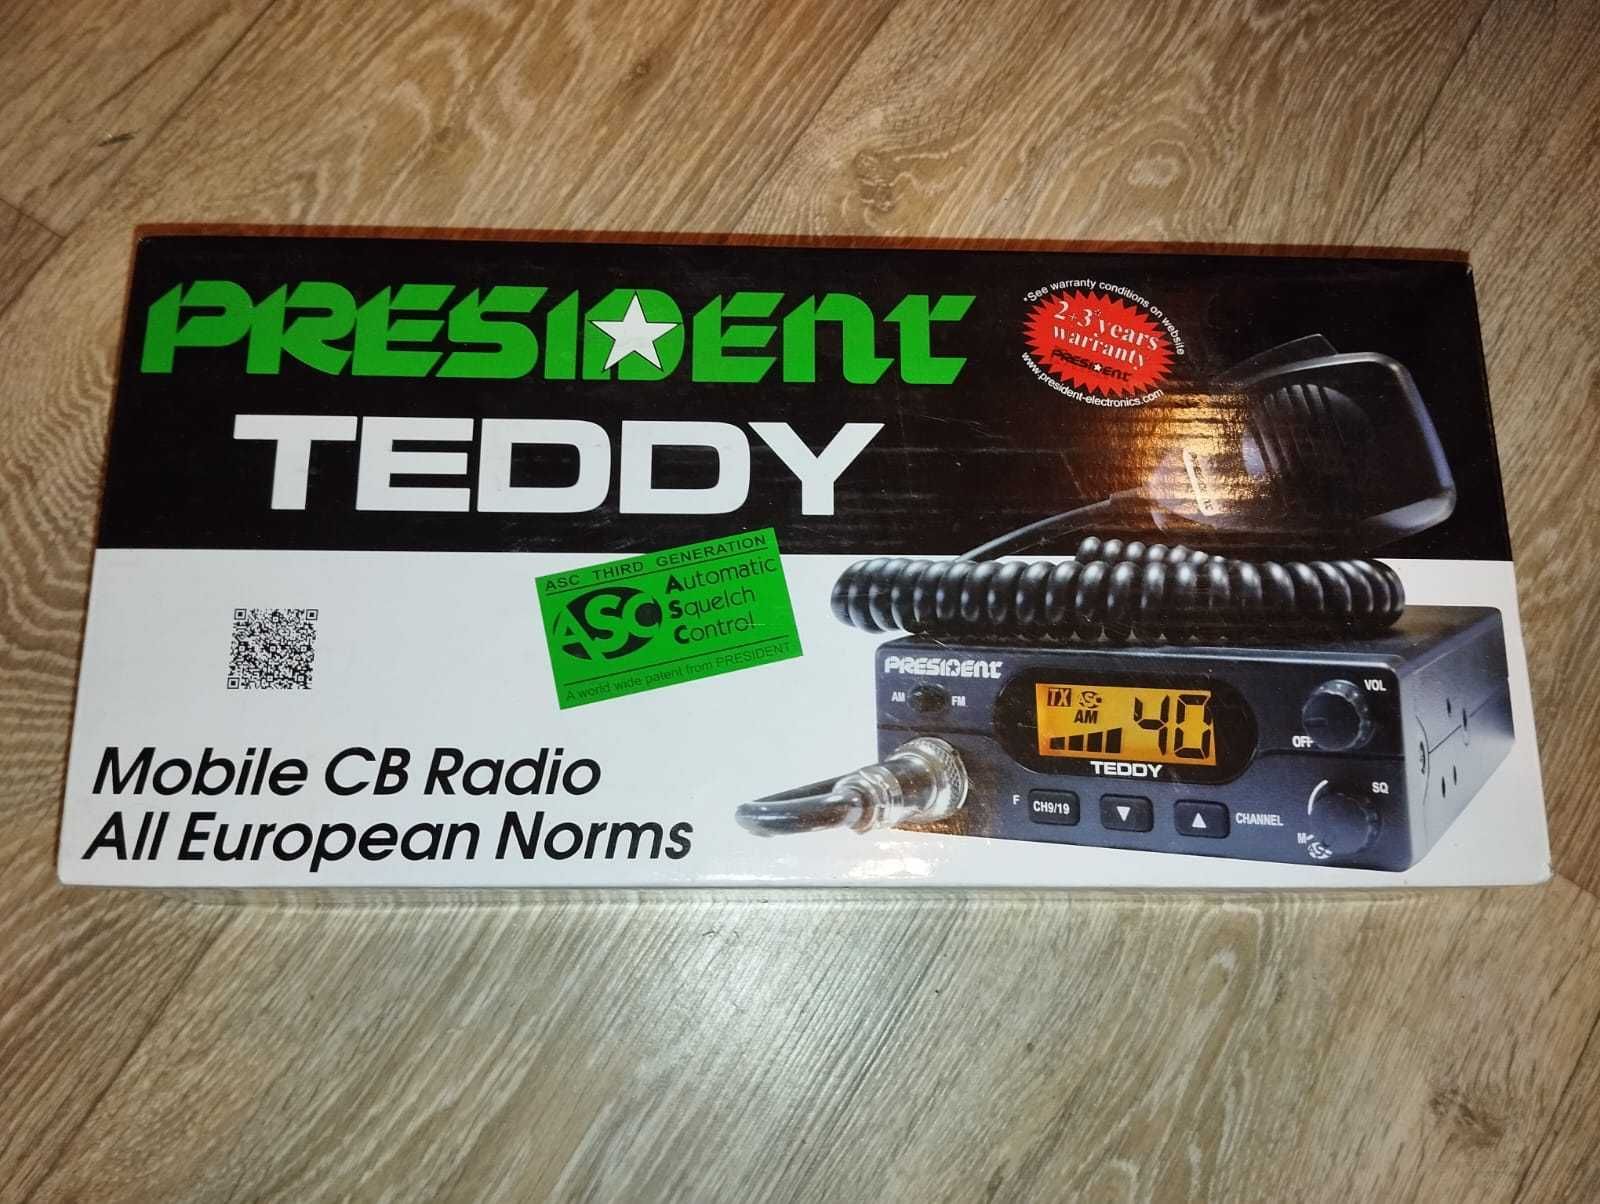 PRESIDENT
TEDDY
*See warranty conditions on website
2+3* years
warranty
PRESIDENT
www.president-electronics.com
ASC THIRD GENERATION
ASC
Automatic
Squelch
Control
A world wide patent from PRESIDENT
Mobile CB Radio
All European Norms
PRESIDENT
AM FM
TX ASC
AM
40
TEDDY
VOL
OFF
SQ
F CH9/19 ▼ ▲ CHANNEL
M
ASC